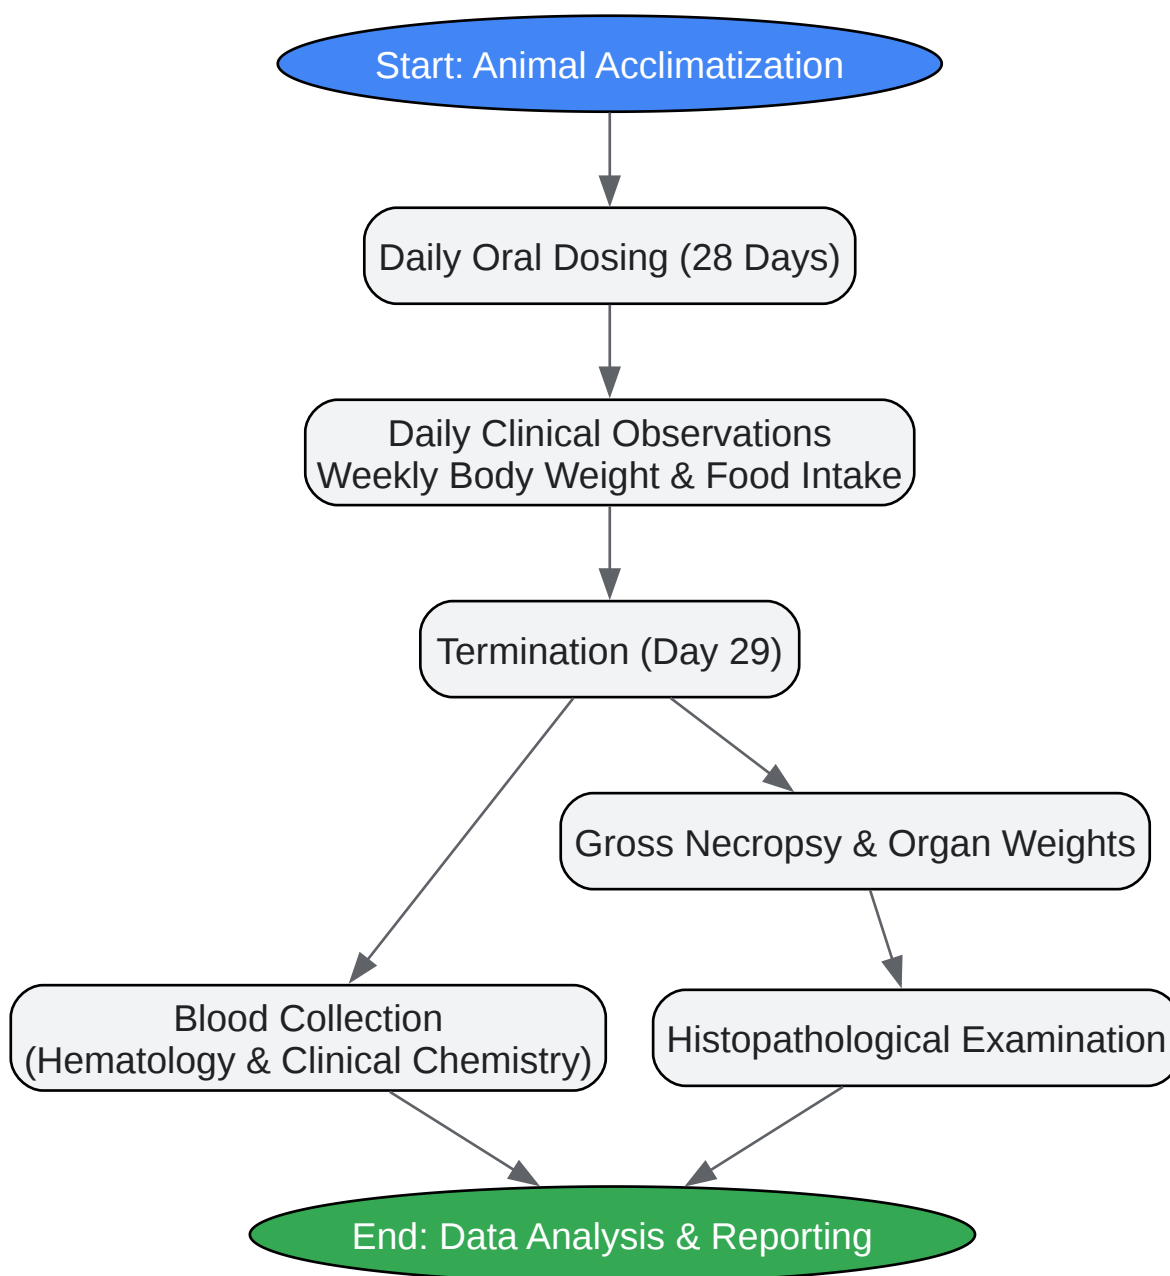 Start: Animal Acclimatization
Daily Oral Dosing (28 Days)
Daily Clinical Observations
Weekly Body Weight & Food Intake
Termination (Day 29)
Gross Necropsy & Organ Weights
Blood Collection
(Hematology & Clinical Chemistry)
Histopathological Examination
End: Data Analysis & Reporting